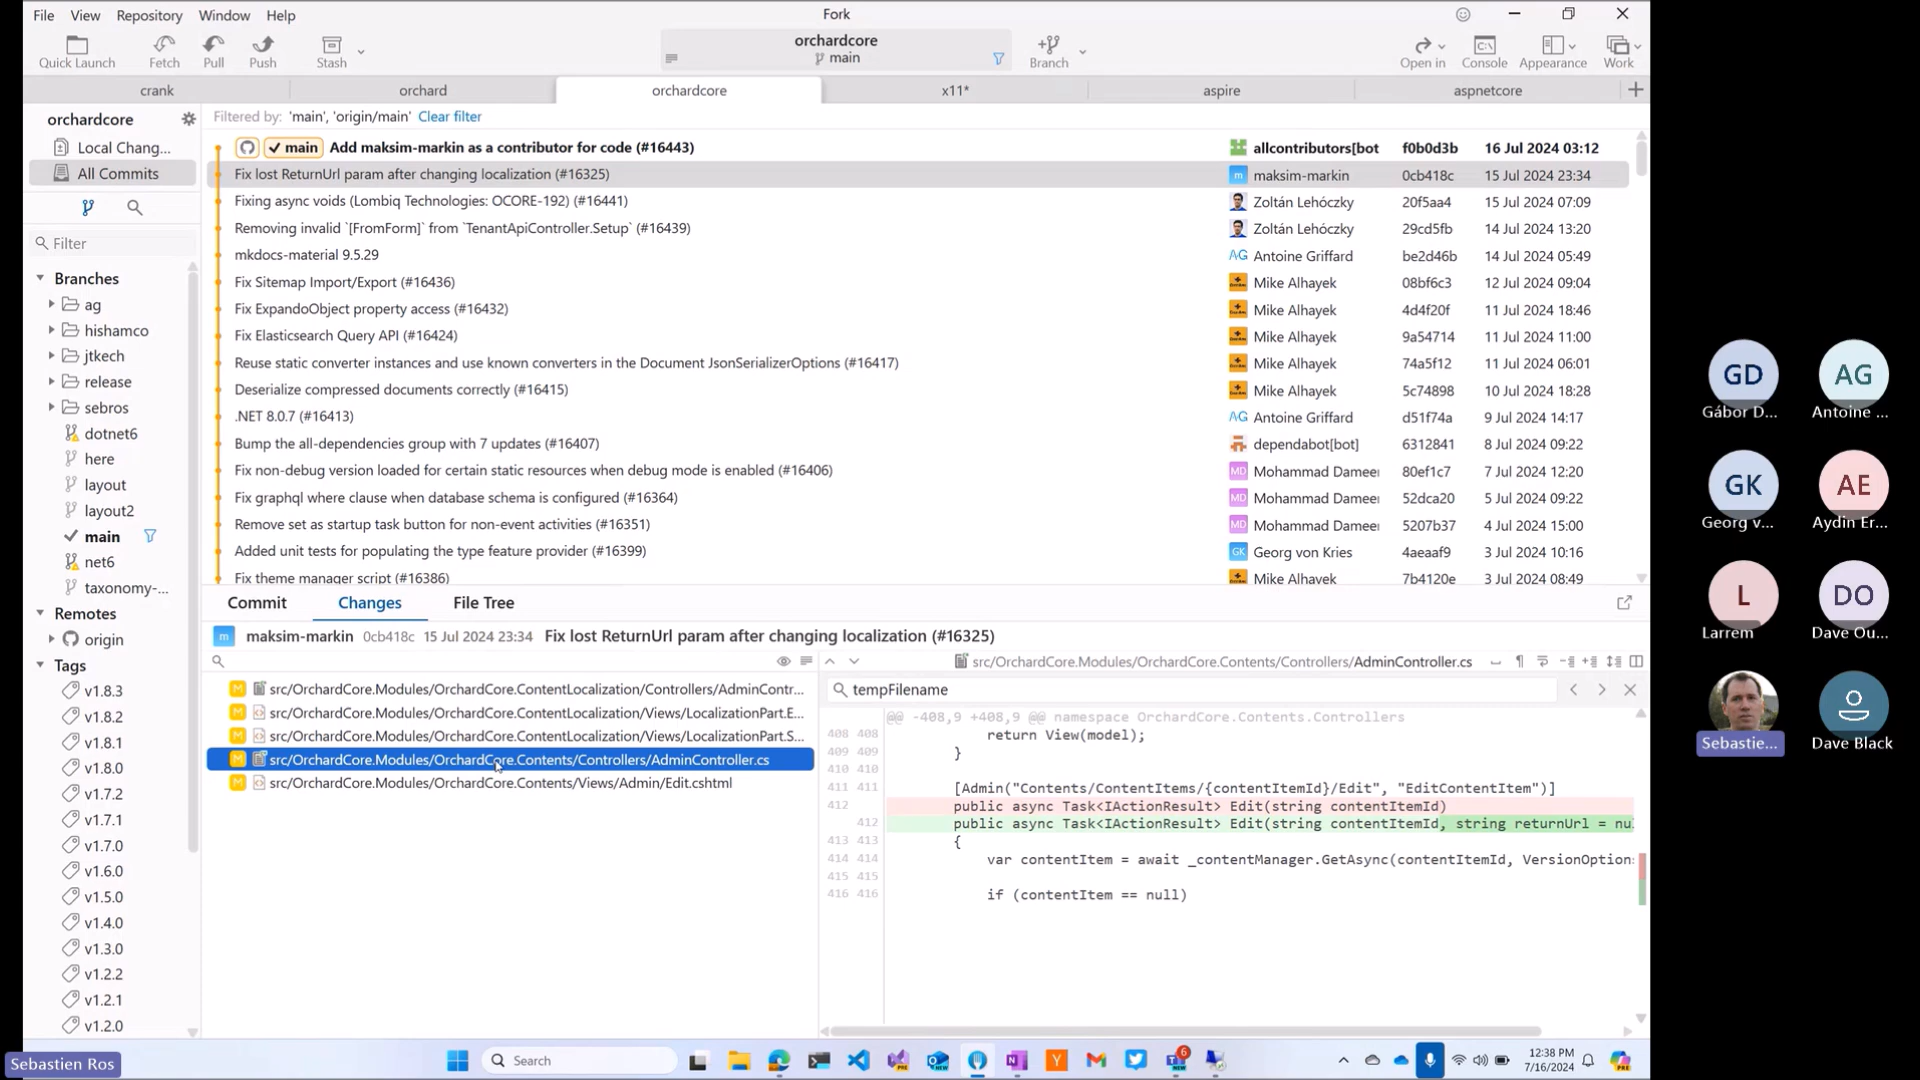 File View Repository Window Help
Fork
Quick Launch Fetch Pull Push Stash
orchardcore
main
Branch
Open in Console Appearance Work
crank orchard orchardcore x11* aspire aspnetcore
orchardcore
Local Chang...
All Commits
Filter
Branches
ag
hishamco
jtkech
release
sebros
dotnet6
here
layout
layout2
main
net6
taxonomy-...
Remotes
origin
Tags
v1.8.3
v1.8.2
v1.8.1
v1.8.0
v1.7.2
v1.7.1
v1.7.0
v1.6.0
v1.5.0
v1.4.0
v1.3.0
v1.2.2
v1.2.1
v1.2.0
Filtered by: 'main', 'origin/main' Clear filter
main Add maksim-markin as a contributor for code (#16443) allcontributors[bot f0b0d3b 16 Jul 2024 03:12
Fix lost ReturnUrl param after changing localization (#16325) m maksim-markin 0cb418c 15 Jul 2024 23:34
Fixing async voids (Lombiq Technologies: OCORE-192) (#16441) Zoltán Lehóczky 20f5aa4 15 Jul 2024 07:09
Removing invalid `[FromForm]` from `TenantApiController.Setup` (#16439) Zoltán Lehóczky 29cd5fb 14 Jul 2024 13:20
mkdocs-material 9.5.29 AG Antoine Griffard be2d46b 14 Jul 2024 05:49
Fix Sitemap Import/Export (#16436) Mike Alhayek 08bf6c3 12 Jul 2024 09:04
Fix ExpandoObject property access (#16432) Mike Alhayek 4d4f20f 11 Jul 2024 18:46
Fix Elasticsearch Query API (#16424) Mike Alhayek 9a54714 11 Jul 2024 11:00
Reuse static converter instances and use known converters in the Document JsonSerializerOptions (#16417) Mike Alhayek 74a5f12 11 Jul 2024 06:01
Deserialize compressed documents correctly (#16415) Mike Alhayek 5c74898 10 Jul 2024 18:28
.NET 8.0.7 (#16413) AG Antoine Griffard d51f74a 9 Jul 2024 14:17
Bump the all-dependencies group with 7 updates (#16407) dependabot[bot] 6312841 8 Jul 2024 09:22
Fix non-debug version loaded for certain static resources when debug mode is enabled (#16406) MD Mohammad Dameer 80ef1c7 7 Jul 2024 12:20
Fix graphql where clause when database schema is configured (#16364) MD Mohammad Dameer 52dca20 5 Jul 2024 09:22
Remove set as startup task button for non-event activities (#16351) MD Mohammad Dameer 5207b37 4 Jul 2024 15:00
Added unit tests for populating the type feature provider (#16399) GK Georg von Kries 4aeaaf9 3 Jul 2024 10:16
Fix theme manager script (#16386) Mike Alhayek 7b4120e 3 Jul 2024 08:49
Commit Changes File Tree
m maksim-markin 0cb418c 15 Jul 2024 23:34 Fix lost ReturnUrl param after changing localization (#16325)
M src/OrchardCore.Modules/OrchardCore.ContentLocalization/Controllers/AdminContr...
M src/OrchardCore.Modules/OrchardCore.ContentLocalization/Views/LocalizationPart.E...
M src/OrchardCore.Modules/OrchardCore.ContentLocalization/Views/LocalizationPart.S...
M src/OrchardCore.Modules/OrchardCore.Contents/Controllers/AdminController.cs
M src/OrchardCore.Modules/OrchardCore.Contents/Views/Admin/Edit.cshtml
src/OrchardCore.Modules/OrchardCore.Contents/Controllers/AdminController.cs
tempFilename
@@ -408,9 +408,9 @@ namespace OrchardCore.Contents.Controllers
408 408 return View(model);
409 409 }
410 410
411 411 [Admin("Contents/ContentItems/{contentItemId}/Edit", "EditContentItem")]
412 public async Task<IActionResult> Edit(string contentItemId)
412 public async Task<IActionResult> Edit(string contentItemId, string returnUrl = nu
413 413 {
414 414 var contentItem = await _contentManager.GetAsync(contentItemId, VersionOption
415 415
416 416 if (contentItem == null)
GD AG
Gábor D... Antoine ...
GK AE
Georg v... Aydin Er...
L DO
Larrem Dave Ou...
Sebastie... Dave Black
Sebastien Ros
Search
6
12:38 PM
7/16/2024